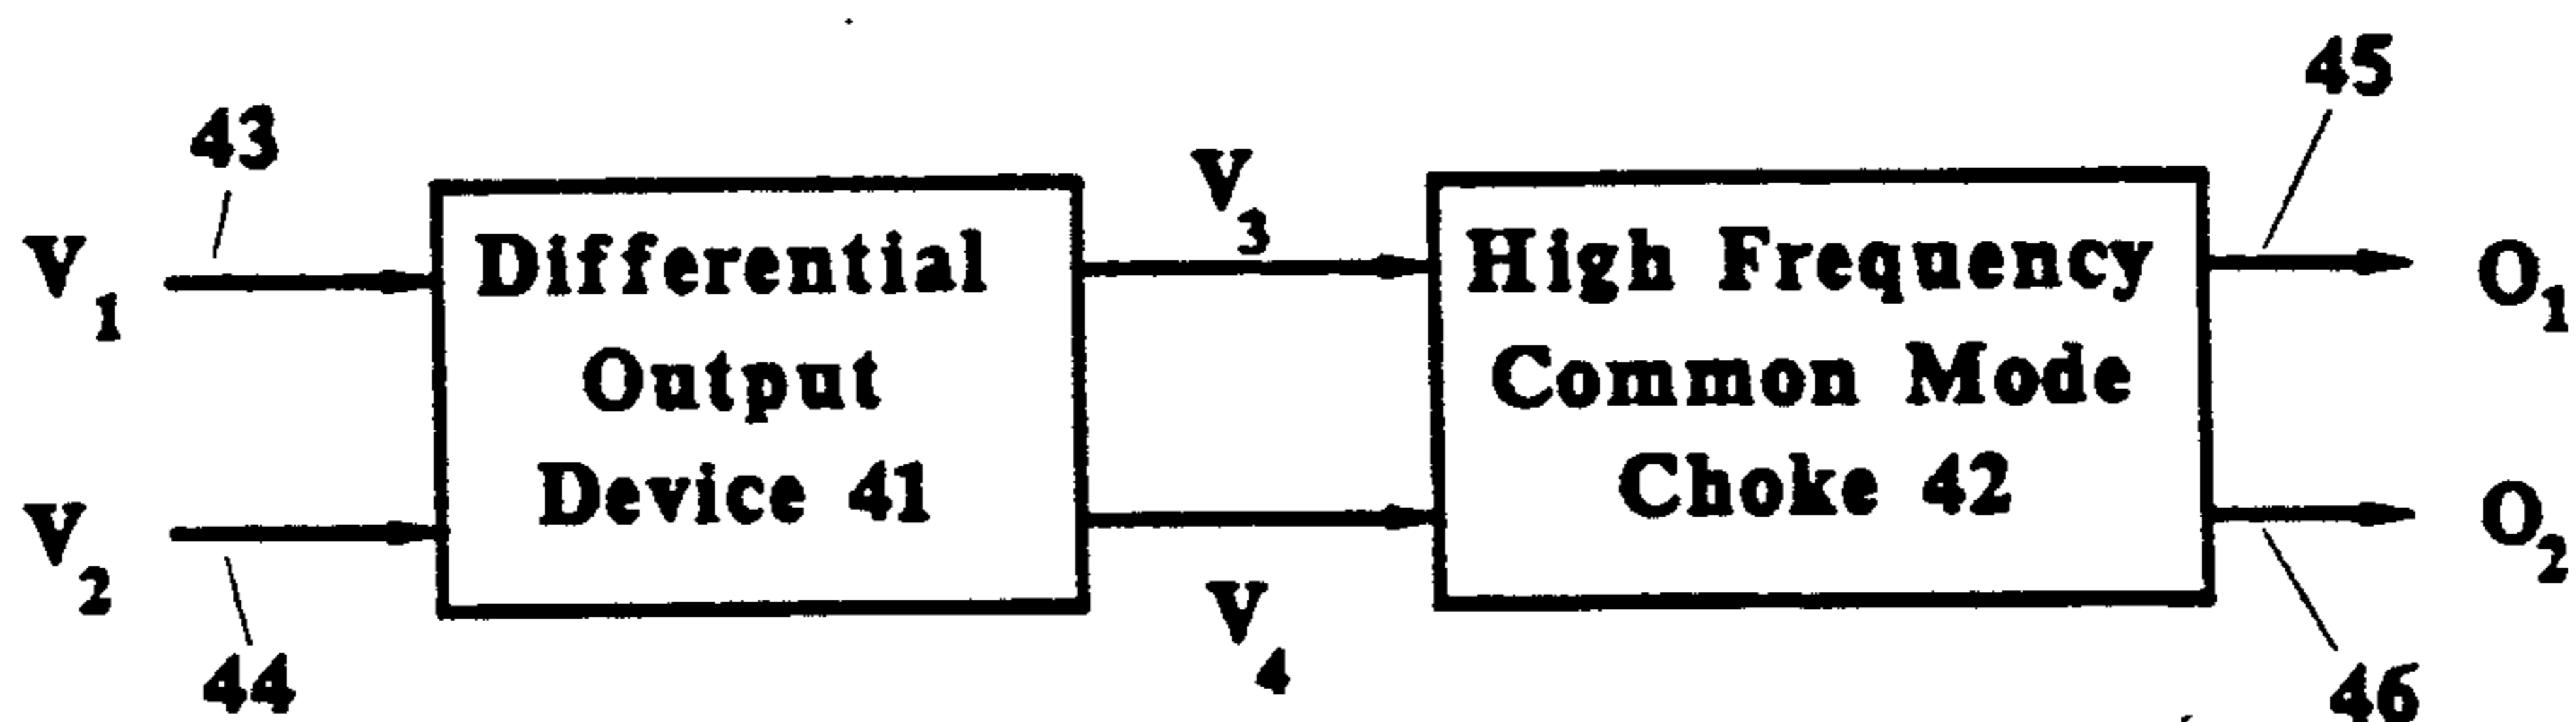 43
V1
V2
44
Differential
Output
Device 41
V3
V4
High Frequency
Common Mode
Choke 42
45
O1
O2
46